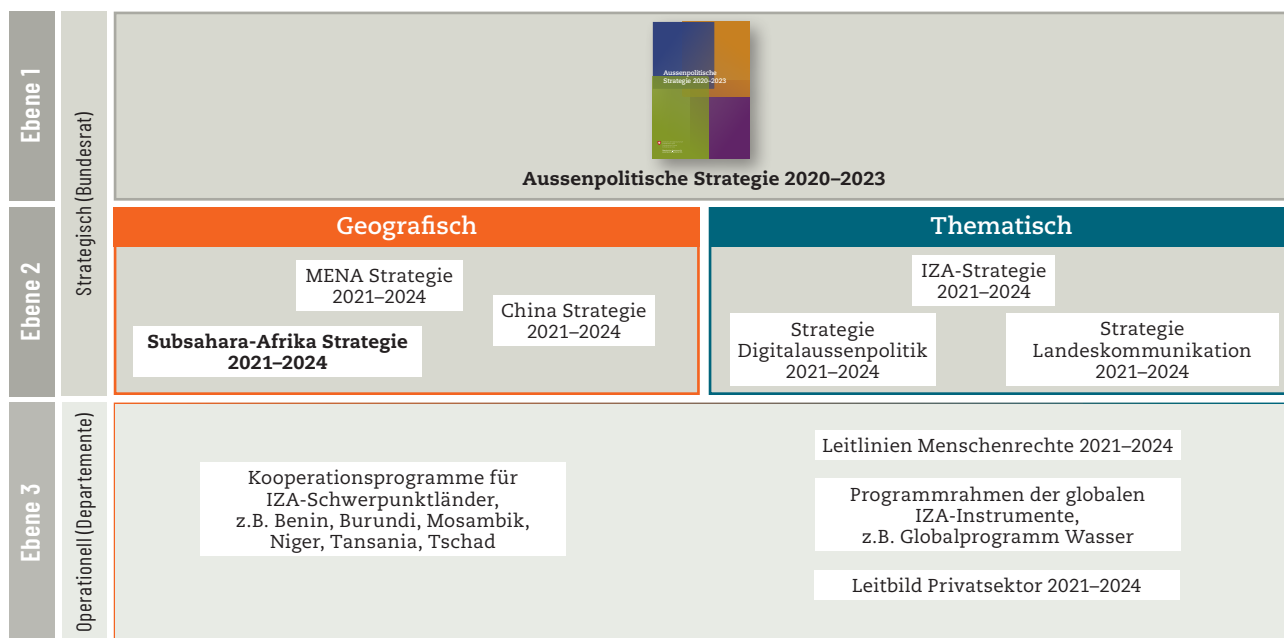 Ebene 1
Strategisch (Bundesrat)
Aussenpolitische
Strategie 2020–2023
Aussenpolitische Strategie 2020–2023
Ebene 2
Geografisch
MENA Strategie
2021–2024
China Strategie
2021–2024
Subsahara-Afrika Strategie
2021–2024
Thematisch
IZA-Strategie
2021–2024
Strategie
Digitalaussenpolitik
2021–2024
Strategie
Landeskommunikation
2021–2024
Ebene 3
Operationell (Departemente)
Kooperationsprogramme für
IZA-Schwerpunktländer,
z.B. Benin, Burundi, Mosambik,
Niger, Tansania, Tschad
Leitlinien Menschenrechte 2021–2024
Programmrahmen der globalen
IZA-Instrumente,
z.B. Globalprogramm Wasser
Leitbild Privatsektor 2021–2024